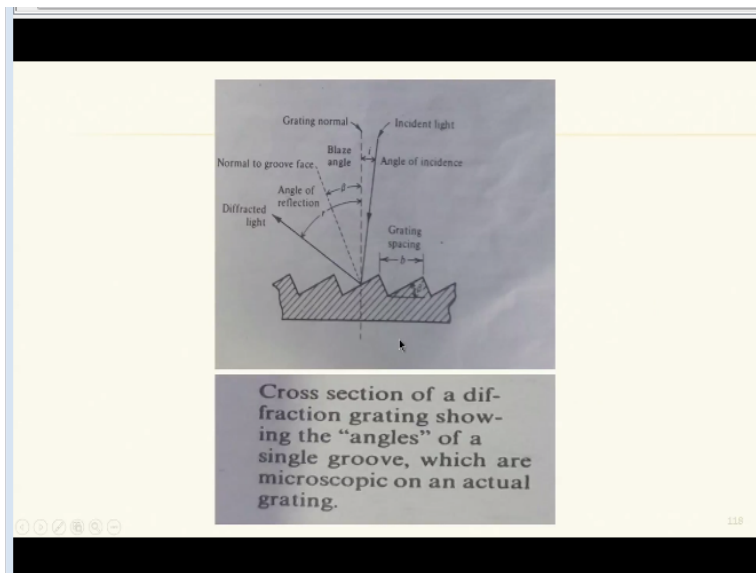 Grating normal
Incident light
Blaze
angle
i
Angle of incidence
Normal to groove face
β
Angle of
reflection
r
Diffracted
light
Grating
spacing
b
Cross section of a dif-
fraction grating show-
ing the “angles” of a
single groove, which are
microscopic on an actual
grating.
118